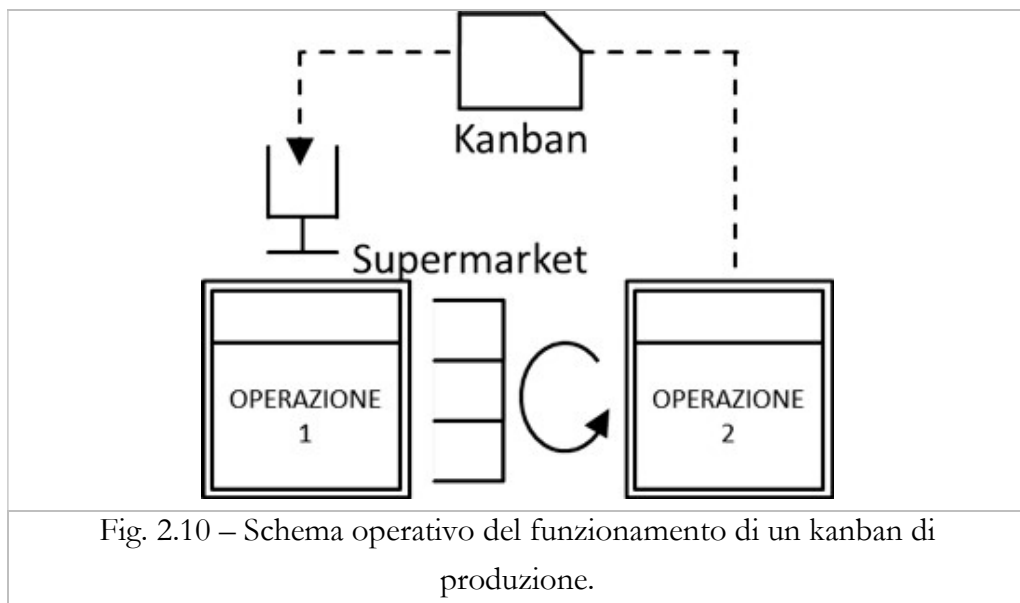 Kanban
Supermarket
OPERAZIONE
1
OPERAZIONE
2
Fig. 2.10 – Schema operativo del funzionamento di un kanban di
produzione.